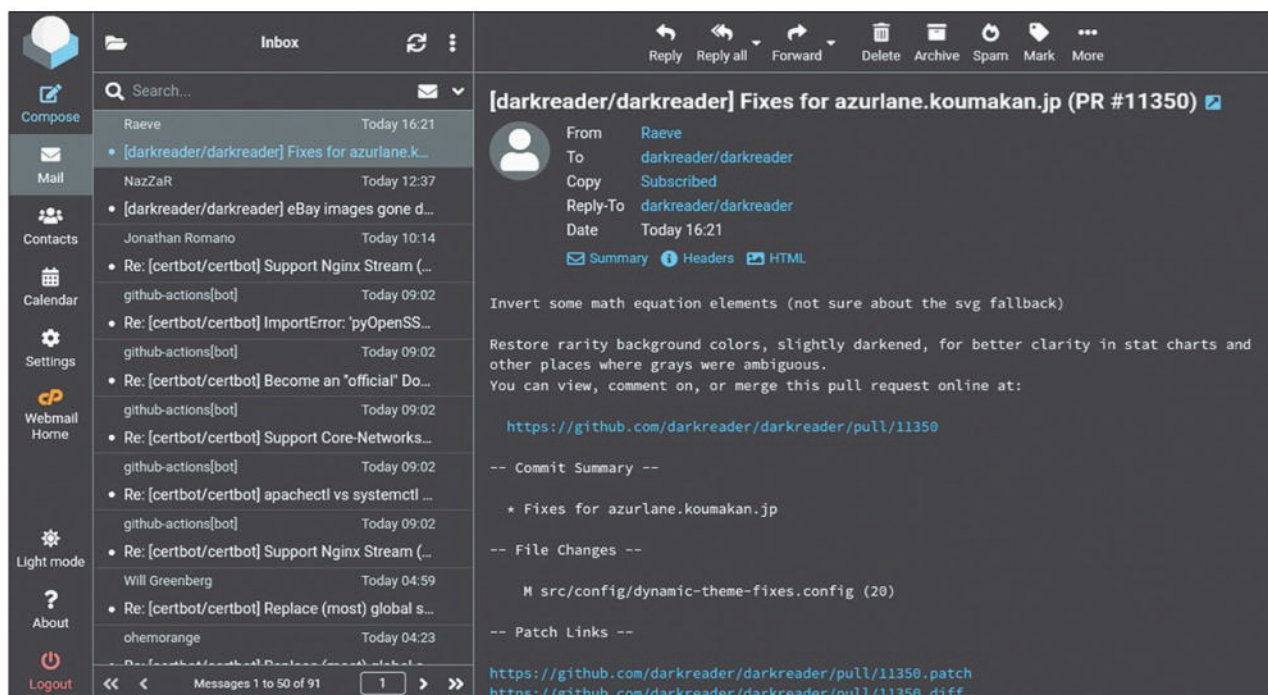 Compose
Mail
Contacts
Calendar
Settings
cP
Webmail
Home
Light mode
?
About
Logout
Inbox
Search...
Raeve Today 16:21
• [darkreader/darkreader] Fixes for azurlane.k...
NazZaR Today 12:37
• [darkreader/darkreader] eBay images gone d...
Jonathan Romano Today 10:14
• Re: [certbot/certbot] Support Nginx Stream (...
github-actions[bot] Today 09:02
• Re: [certbot/certbot] ImportError: 'pyOpenSS...
github-actions[bot] Today 09:02
• Re: [certbot/certbot] Become an "official" Do...
github-actions[bot] Today 09:02
• Re: [certbot/certbot] Support Core-Networks...
github-actions[bot] Today 09:02
• Re: [certbot/certbot] apachectl vs systemctl ...
github-actions[bot] Today 09:02
• Re: [certbot/certbot] Support Nginx Stream (...
Will Greenberg Today 04:59
• Re: [certbot/certbot] Replace (most) global s...
ohemorange Today 04:23
Messages 1 to 50 of 91 1
Reply Reply all Forward Delete Archive Spam Mark More
[darkreader/darkreader] Fixes for azurlane.koumakan.jp (PR #11350)
From Raeve
To darkreader/darkreader
Copy Subscribed
Reply-To darkreader/darkreader
Date Today 16:21
Summary Headers HTML
Invert some math equation elements (not sure about the svg fallback)
Restore rarity background colors, slightly darkened, for better clarity in stat charts and
other places where grays were ambiguous.
You can view, comment on, or merge this pull request online at:
https://github.com/darkreader/darkreader/pull/11350
-- Commit Summary --
* Fixes for azurlane.koumakan.jp
-- File Changes --
M src/config/dynamic-theme-fixes.config (20)
-- Patch Links --
https://github.com/darkreader/darkreader/pull/11350.patch
https://github.com/darkreader/darkreader/pull/11350.diff